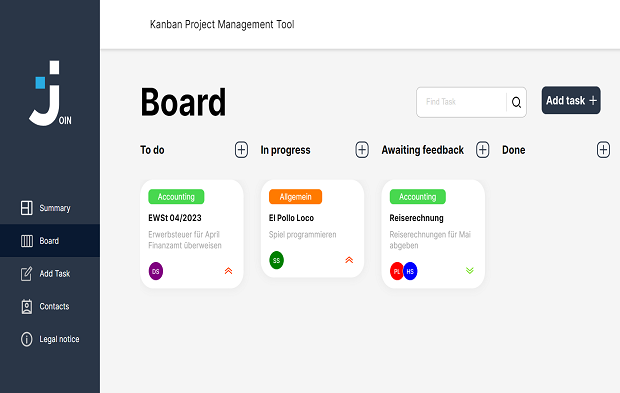 Kanban Project Management Tool
JOIN
Summary
Board
Add Task
Contacts
Legal notice
Board
Find Task
Add task
To do
In progress
Awaiting feedback
Done
Accounting
EWSt 04/2023
Erwerbsteuer für April
Finanzamt überweisen
DS
Allgemein
El Pollo Loco
Spiel programmieren
SS
Accounting
Reiserechnung
Reiserechnungen für Mai
abgeben
PL HS